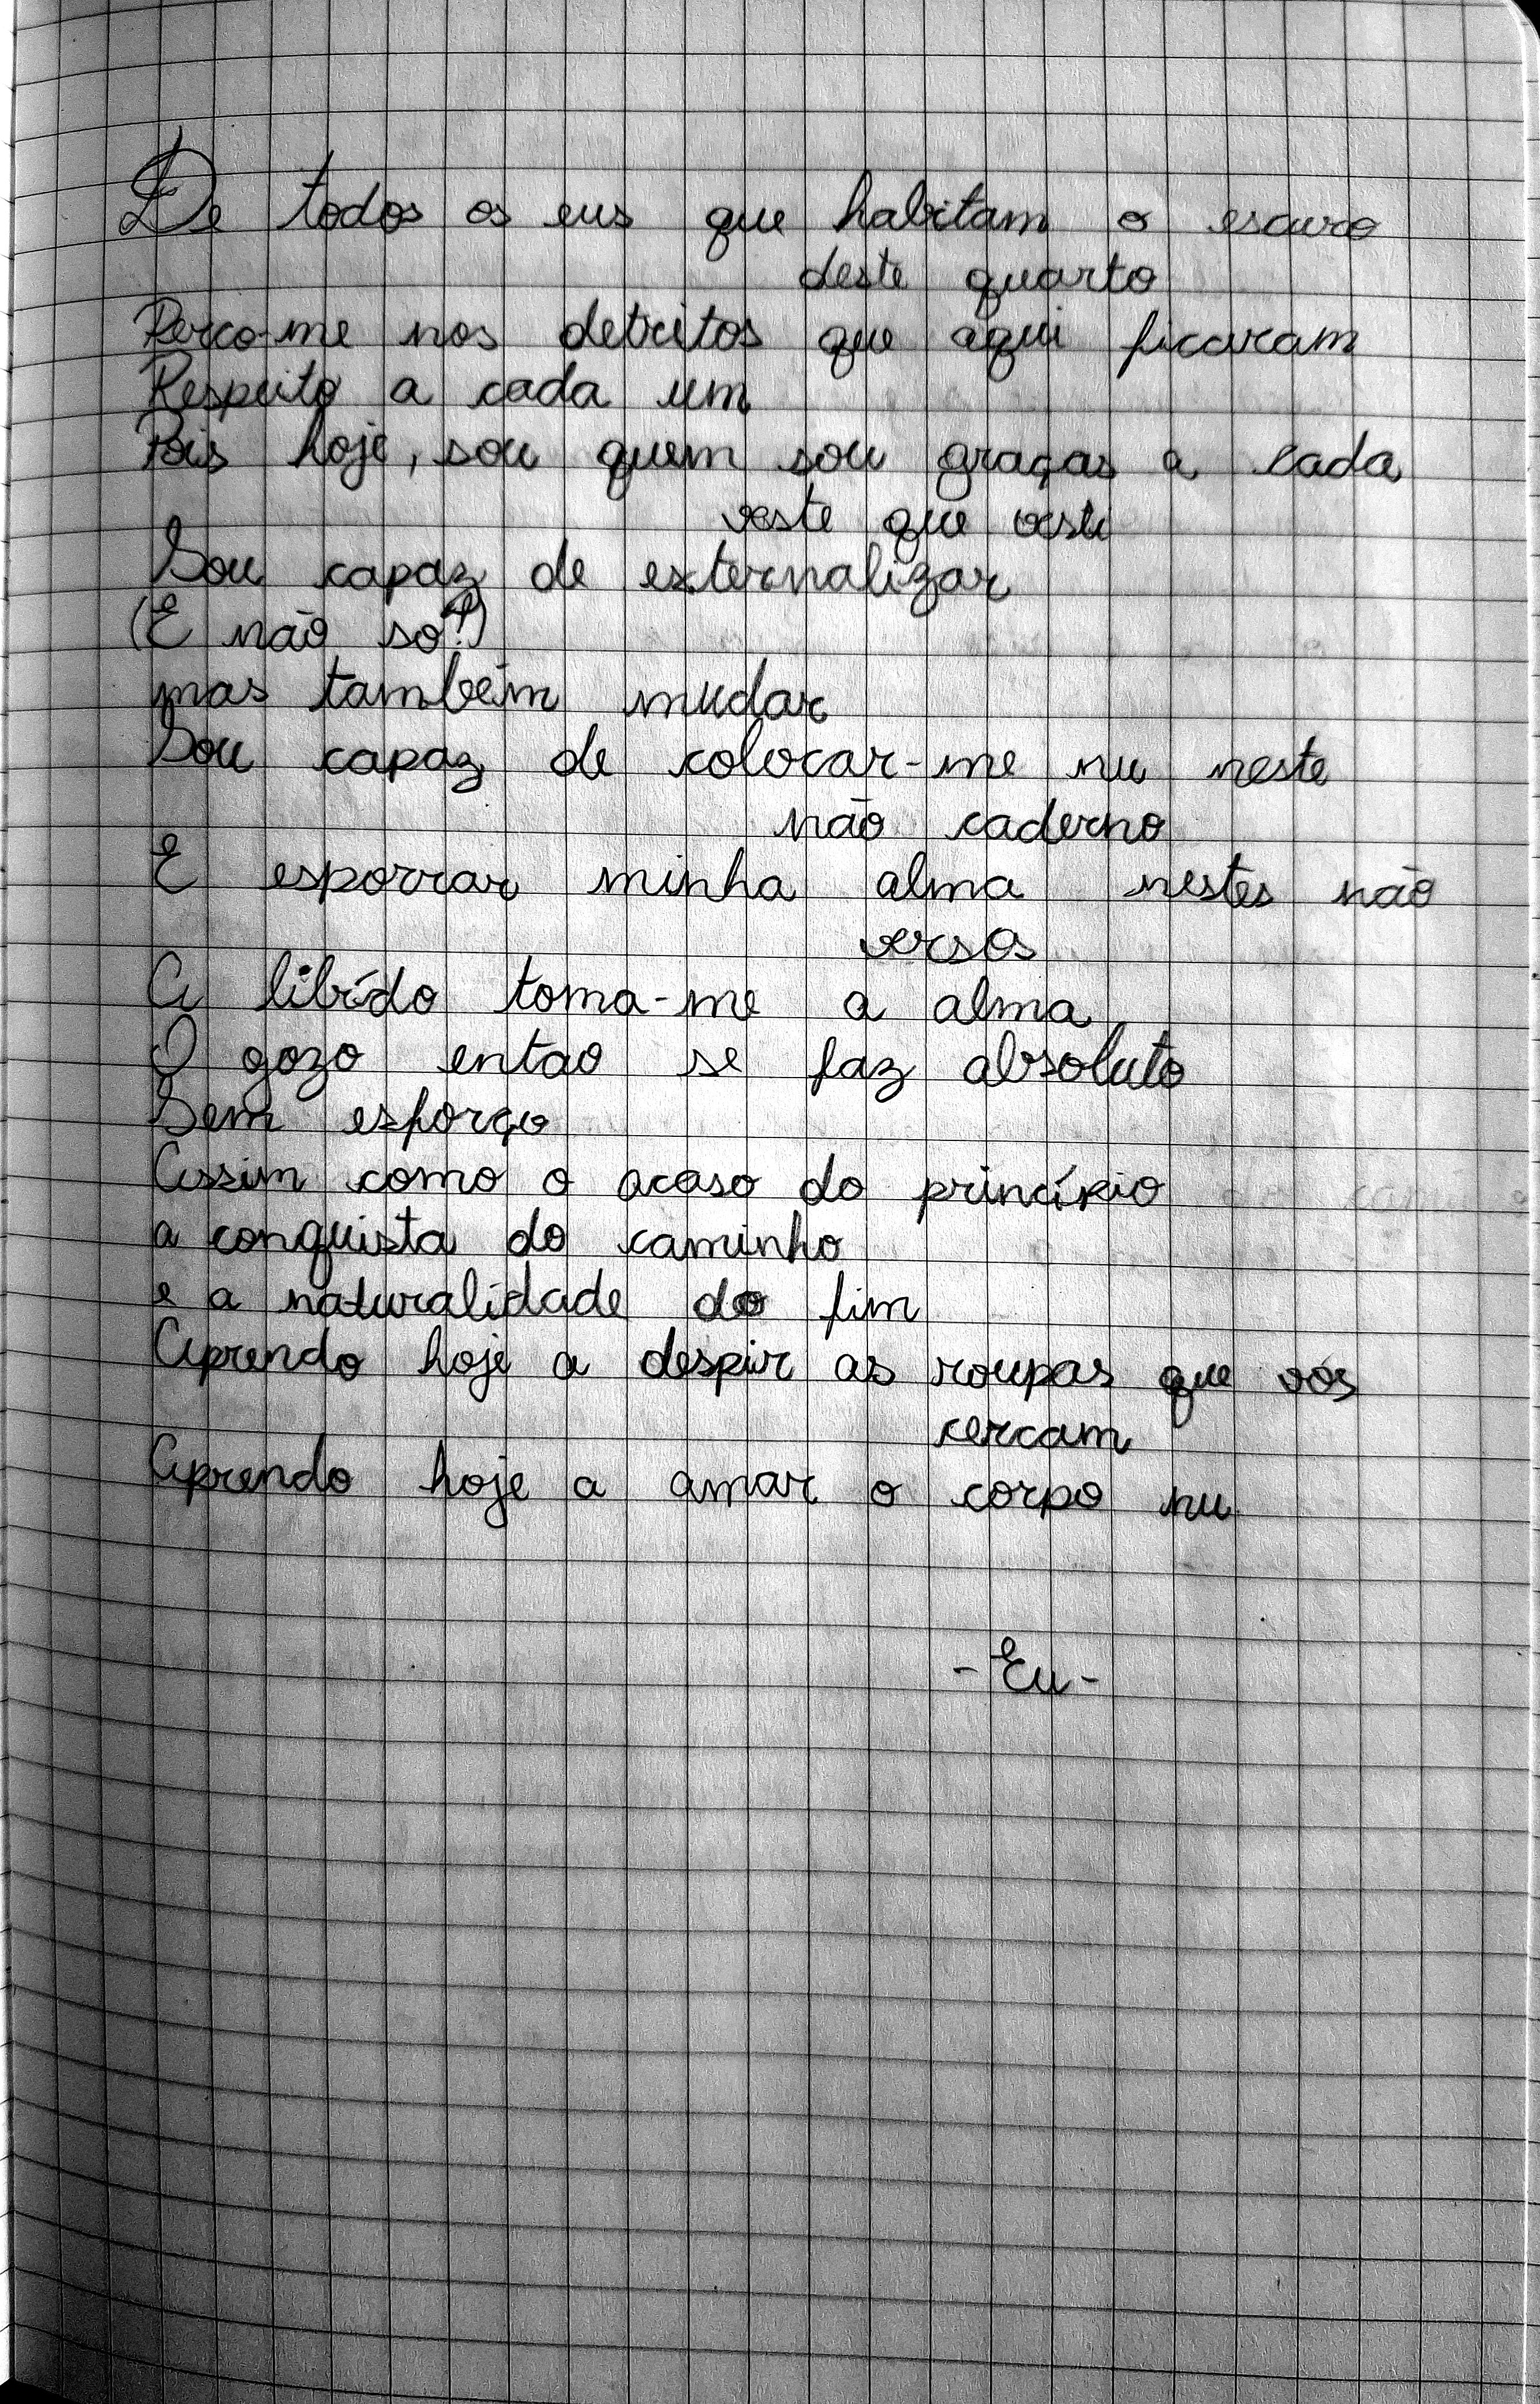 De todos os eus que habitam o escuro
deste quarto
Perco-me nos detritos que aqui ficaram
Respeito a cada um
Pois hoje, sou quem sou graças a cada
veste que vesti
Sou capaz de externalizar
(E não só?)
mas também mudar
Sou capaz de colocar-me nu neste
não caderno
E esporrar minha alma nestes não
versos
A libído toma-me a alma
O gozo então se faz absoluto
Sem esforço
Assim como o acaso do princípio
a conquista do caminho
e a naturalidade do fim
Aprendo hoje a despir as roupas que vós
cercam
Aprendo hoje a amar o corpo nu
- Eu -